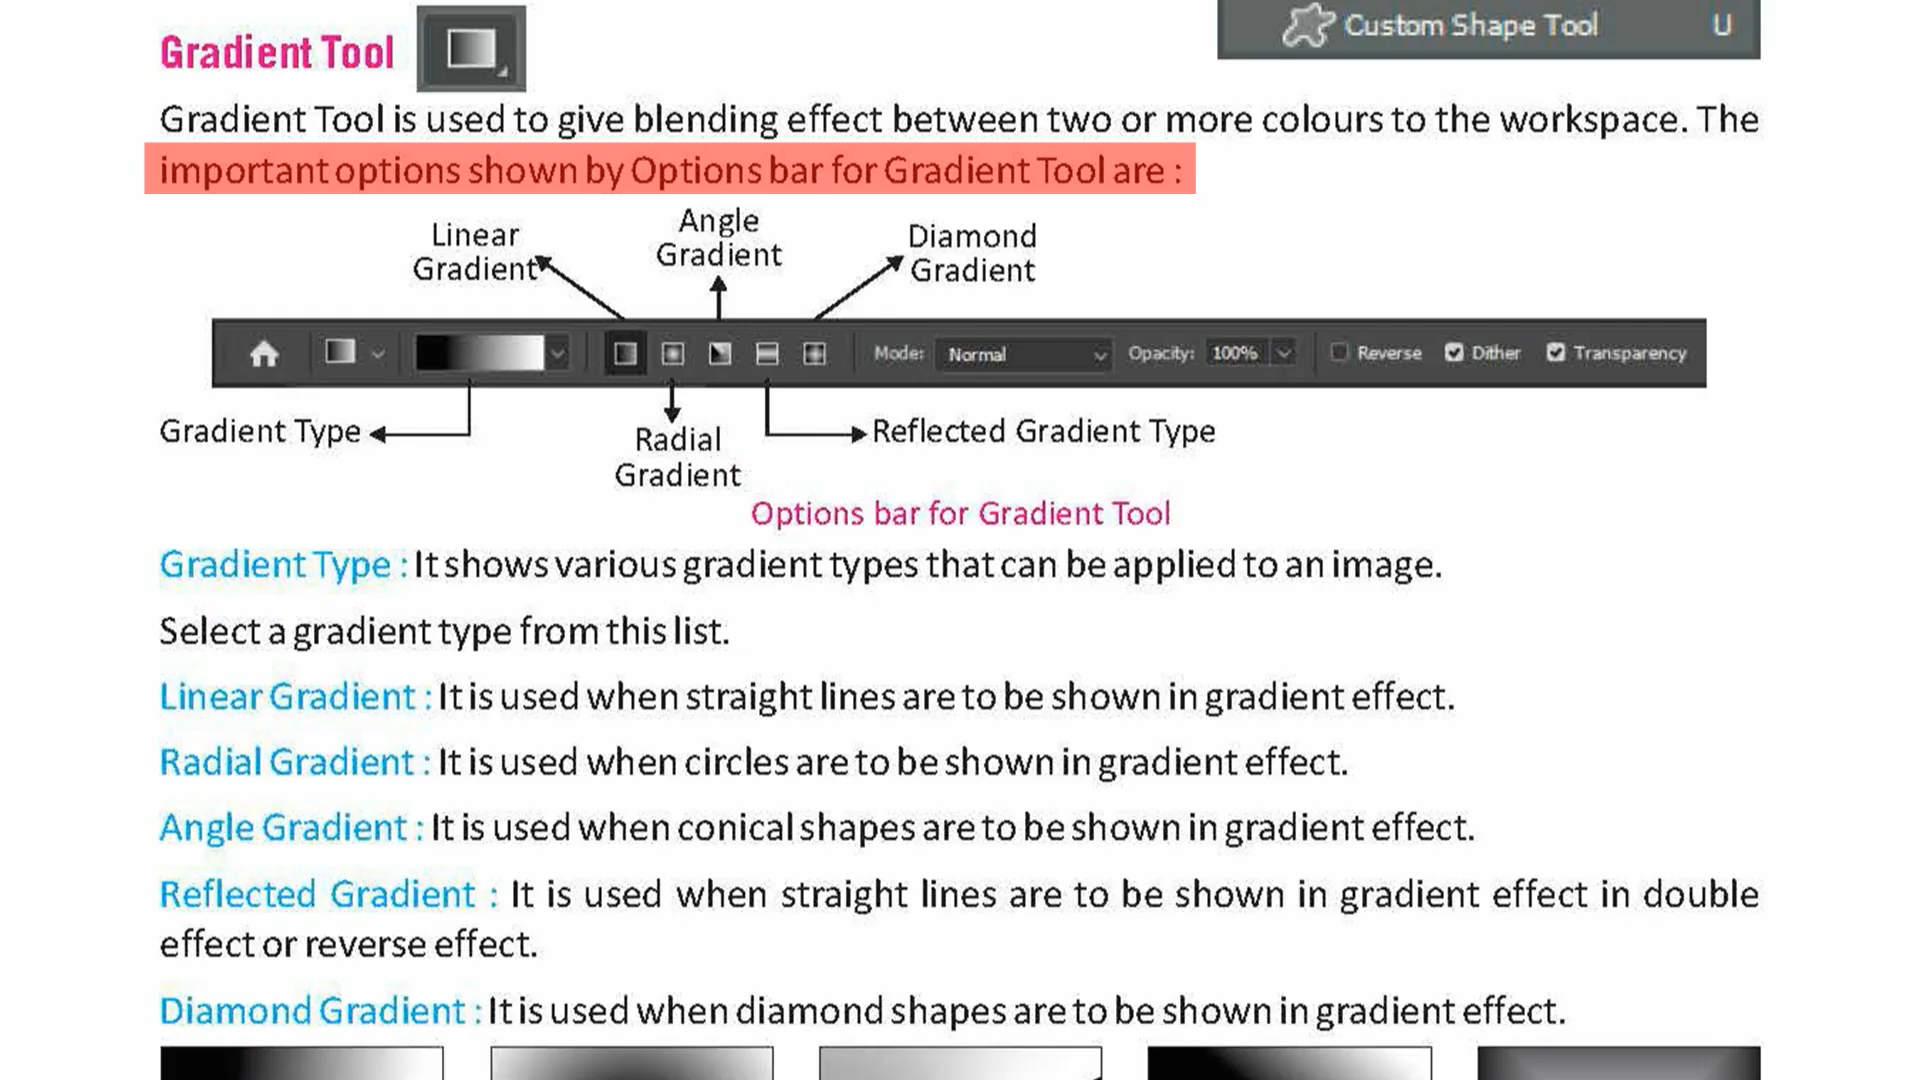 Custom Shape Tool U
Gradient Tool
Gradient Tool is used to give blending effect between two or more colours to the workspace. The
important options shown by Options bar for Gradient Tool are :
Linear
Gradient
Angle
Gradient
Diamond
Gradient
Mode: Normal Opacity: 100% Reverse Dither Transparency
Gradient Type
Radial
Gradient
Reflected Gradient Type
Options bar for Gradient Tool
Gradient Type : It shows various gradient types that can be applied to an image.
Select a gradient type from this list.
Linear Gradient : It is used when straight lines are to be shown in gradient effect.
Radial Gradient : It is used when circles are to be shown in gradient effect.
Angle Gradient : It is used when conical shapes are to be shown in gradient effect.
Reflected Gradient : It is used when straight lines are to be shown in gradient effect in double
effect or reverse effect.
Diamond Gradient : It is used when diamond shapes are to be shown in gradient effect.